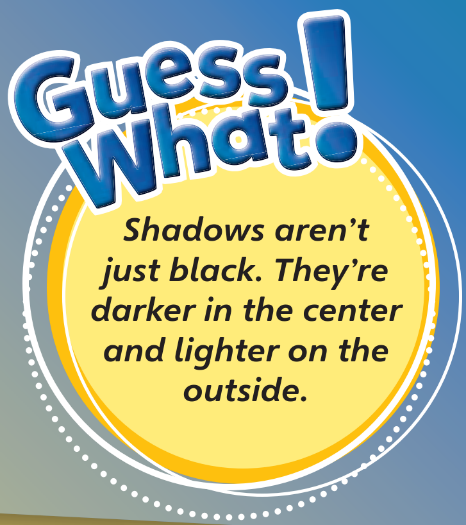 Guess
What!
Shadows aren’t
just black. They’re
darker in the center
and lighter on the
outside.